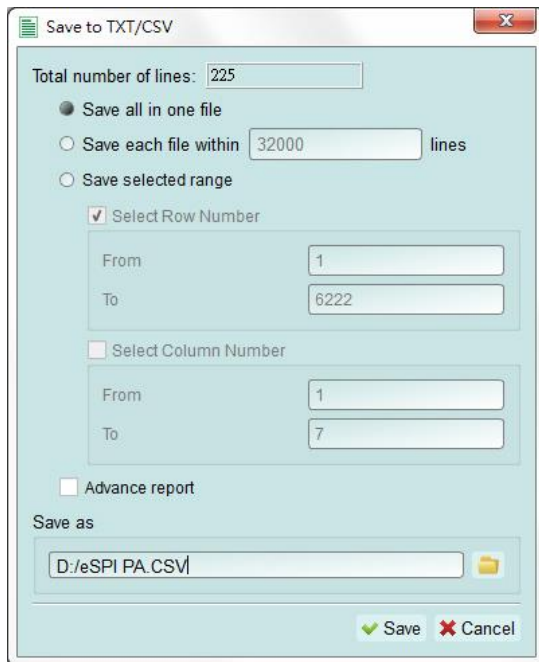 Save to TXT/CSV
Total number of lines: 225
Save all in one file
Save each file within 32000 lines
Save selected range
Select Row Number
From 1
To 6222
Select Column Number
From 1
To 7
Advance report
Save as
D:/eSPI PA.CSV
Save Cancel